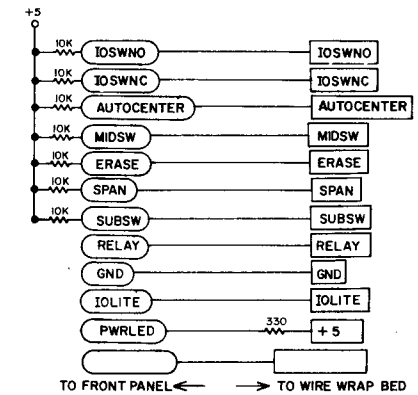 +5
10K IOSWNO IOSWNO
10K IOSWNC IOSWNC
10K AUTOCENTER AUTOCENTER
10K MIDSW MIDSW
10K ERASE ERASE
10K SPAN SPAN
10K SUBSW SUBSW
RELAY RELAY
GND GND
IOLITE IOLITE
PWRLED 330 +5
TO FRONT PANEL TO WIRE WRAP BED